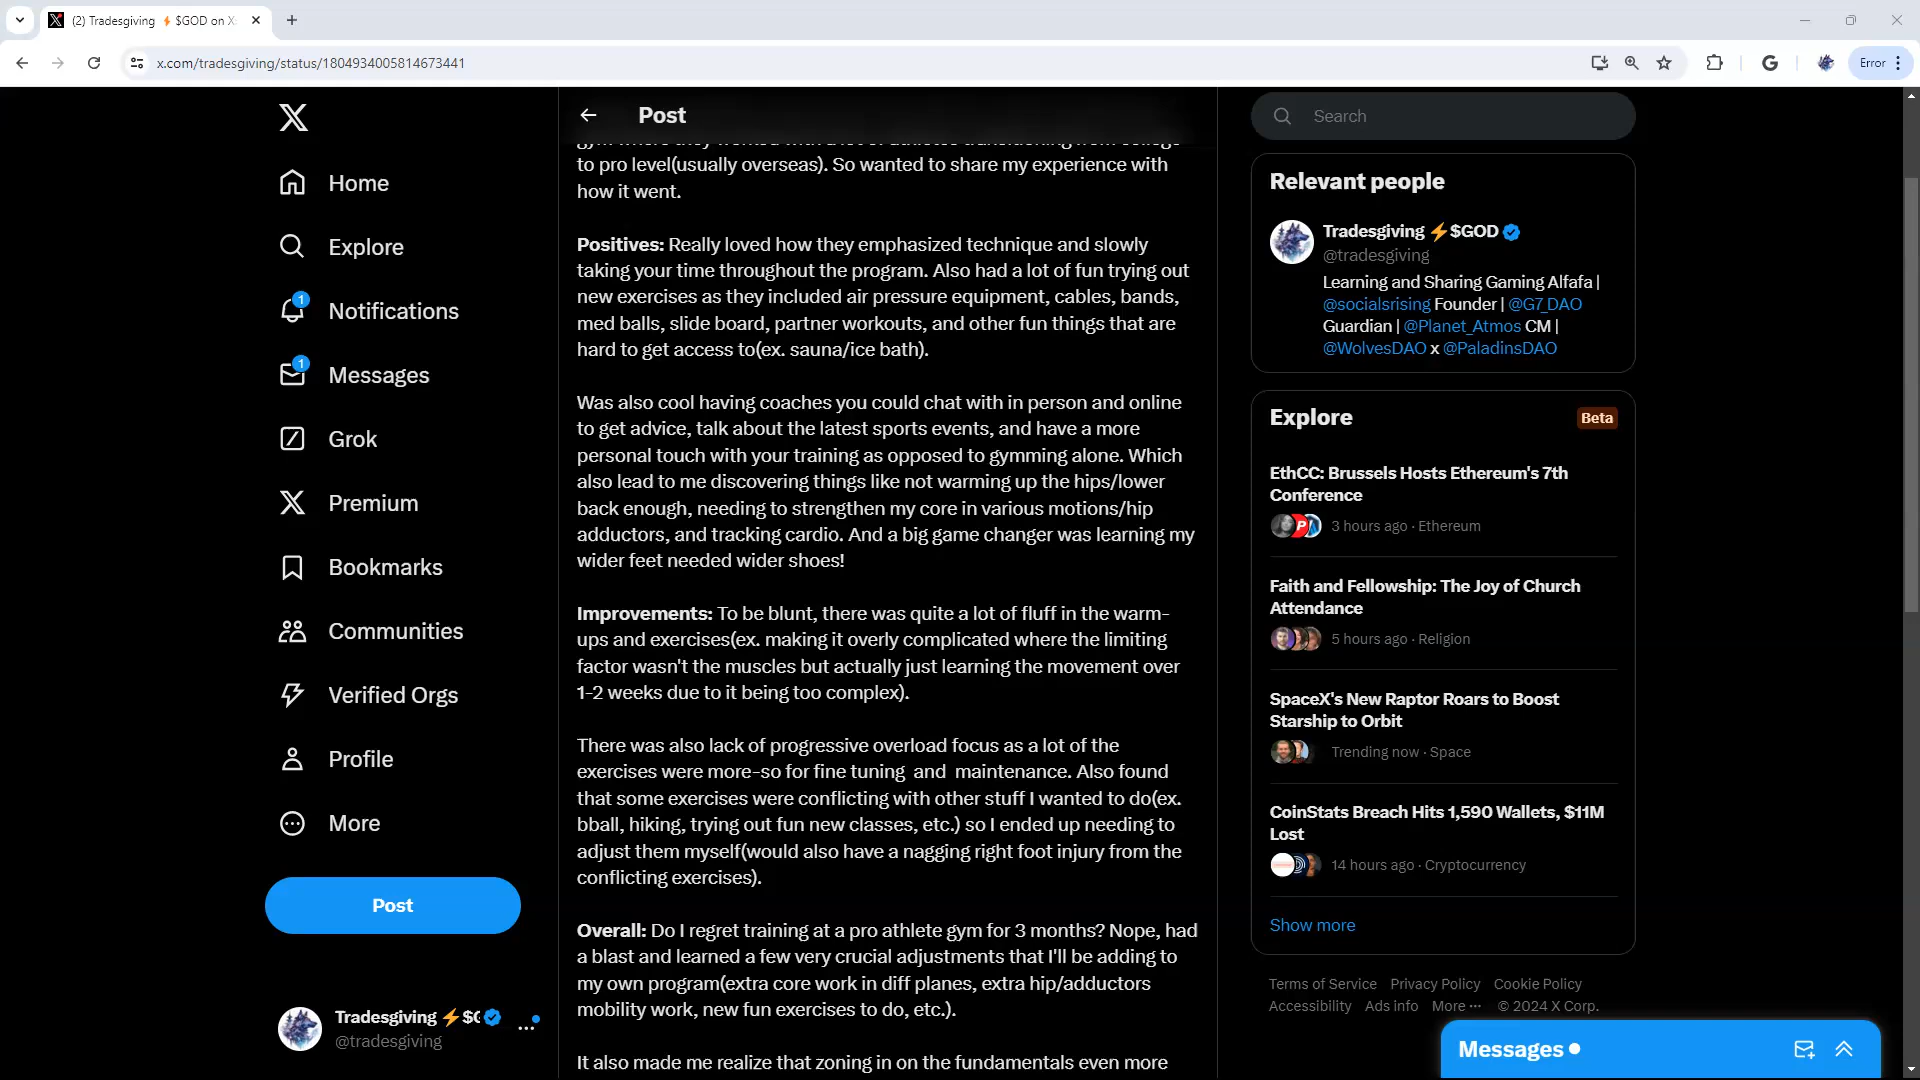 (2) Tradesgiving ⚡ $GOD on X
x.com/tradesgiving/status/1804934005814673441
Error
Home
Explore
1
Notifications
1
Messages
Grok
Premium
Bookmarks
Communities
Verified Orgs
Profile
More
Post
Tradesgiving ⚡$G
@tradesgiving
Post
to pro level(usually overseas). So wanted to share my experience with
how it went.
Positives: Really loved how they emphasized technique and slowly
taking your time throughout the program. Also had a lot of fun trying out
new exercises as they included air pressure equipment, cables, bands,
med balls, slide board, partner workouts, and other fun things that are
hard to get access to(ex. sauna/ice bath).
Was also cool having coaches you could chat with in person and online
to get advice, talk about the latest sports events, and have a more
personal touch with your training as opposed to gymming alone. Which
also lead to me discovering things like not warming up the hips/lower
back enough, needing to strengthen my core in various motions/hip
adductors, and tracking cardio. And a big game changer was learning my
wider feet needed wider shoes!
Improvements: To be blunt, there was quite a lot of fluff in the warm-
ups and exercises(ex. making it overly complicated where the limiting
factor wasn't the muscles but actually just learning the movement over
1-2 weeks due to it being too complex).
There was also lack of progressive overload focus as a lot of the
exercises were more-so for fine tuning  and  maintenance. Also found
that some exercises were conflicting with other stuff I wanted to do(ex.
bball, hiking, trying out fun new classes, etc.) so I ended up needing to
adjust them myself(would also have a nagging right foot injury from the
conflicting exercises).
Overall: Do I regret training at a pro athlete gym for 3 months? Nope, had
a blast and learned a few very crucial adjustments that I'll be adding to
my own program(extra core work in diff planes, extra hip/adductors
mobility work, new fun exercises to do, etc.).
It also made me realize that zoning in on the fundamentals even more
Search
Relevant people
Tradesgiving ⚡$GOD
@tradesgiving
Learning and Sharing Gaming Alfafa |
@socialsrising Founder | @G7_DAO
Guardian | @Planet_Atmos CM |
@WolvesDAO x @PaladinsDAO
Explore
Beta
EthCC: Brussels Hosts Ethereum's 7th
Conference
3 hours ago · Ethereum
Faith and Fellowship: The Joy of Church
Attendance
5 hours ago · Religion
SpaceX's New Raptor Roars to Boost
Starship to Orbit
Trending now · Space
CoinStats Breach Hits 1,590 Wallets, $11M
Lost
14 hours ago · Cryptocurrency
Show more
Terms of Service Privacy Policy Cookie Policy
Accessibility Ads info More ··· © 2024 X Corp.
Messages